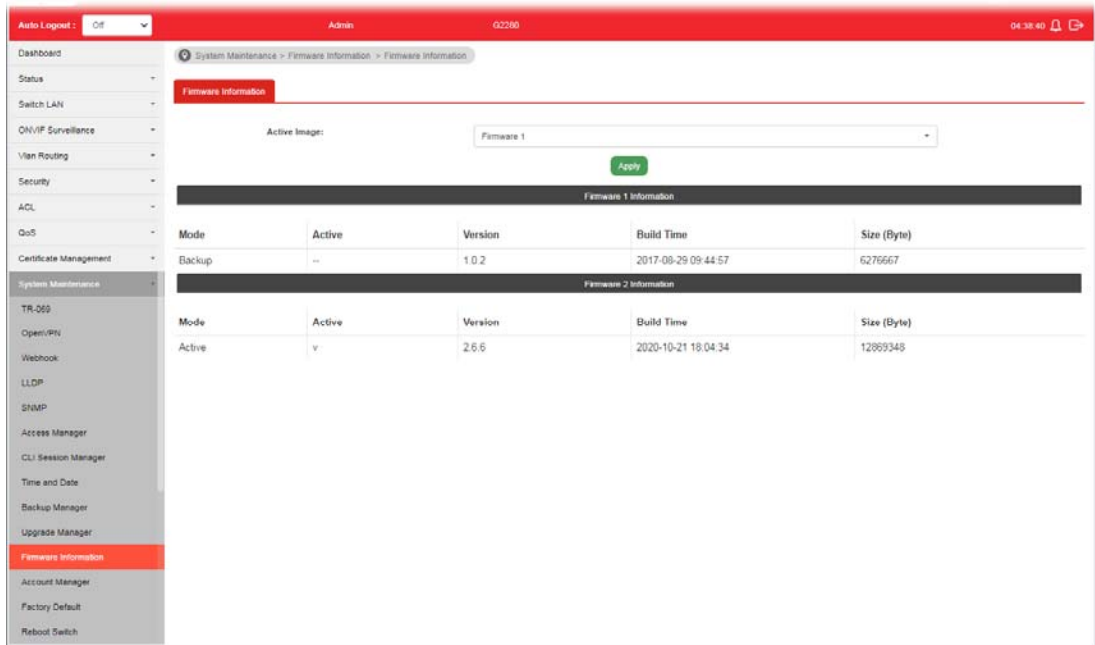 Auto Logout : Off Admin G2280 04:38:40
Dashboard
Status
Switch LAN
ONVIF Surveillance
Vlan Routing
Security
ACL
QoS
Certificate Management
System Maintenance
TR-069
OpenVPN
Webhook
LLDP
SNMP
Access Manager
CLI Session Manager
Time and Date
Backup Manager
Upgrade Manager
Firmware Information
Account Manager
Factory Default
Reboot Switch
System Maintenance > Firmware Information > Firmware Information
Firmware Information
Active Image: Firmware 1
Apply
Firmware 1 Information
Mode Active Version Build Time Size (Byte)
Backup -- 1.0.2 2017-08-29 09:44:57 6276667
Firmware 2 Information
Mode Active Version Build Time Size (Byte)
Active v 2.6.6 2020-10-21 18:04:34 12869348